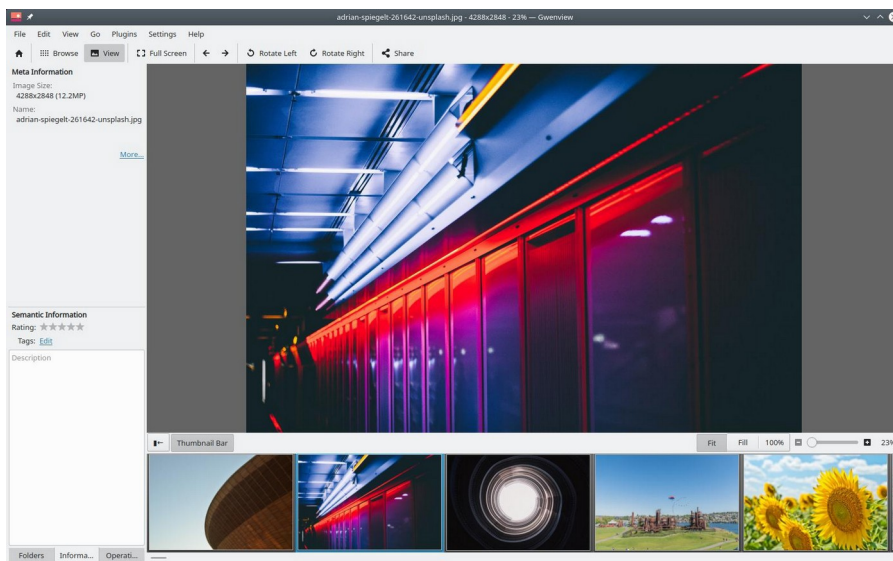 adrian-spiegelt-261642-unsplash.jpg - 4288x2848 - 23% — Gwenview
File Edit View Go Plugins Settings Help
Browse View Full Screen Rotate Left Rotate Right Share
Meta Information
Image Size:
4288x2848 (12.2MP)
Name:
adrian-spiegelt-261642-unsplash.jpg
More...
Semantic Information
Rating:
Tags: Edit
Description
Thumbnail Bar Fit Fill 100% 23%
Folders Informa... Operati...